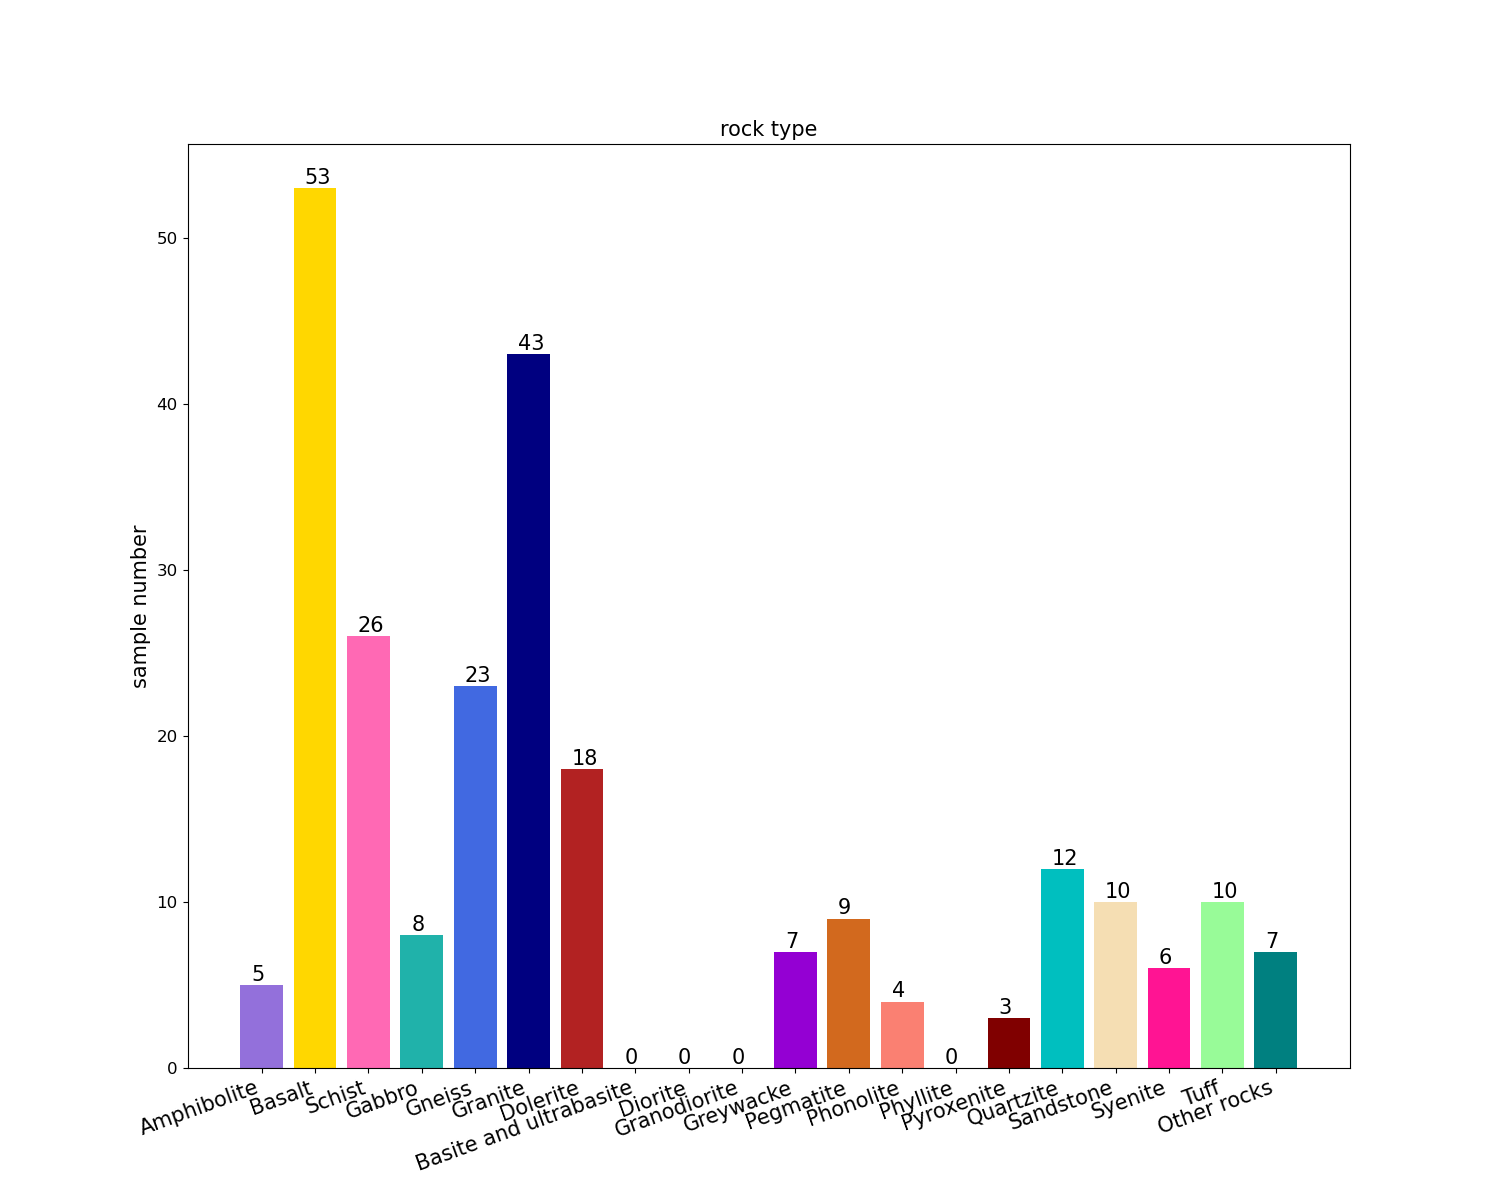 rock type
53
50
43
40
30
26
23
20
18
12
10
10
10
9
8
7
7
6
5
4
3
0
0
0
0
0
sample number
Amphibolite
Basalt
Schist
Gabbro
Gneiss
Granite
Dolerite
Basite and ultrabasite
Diorite
Granodiorite
Greywacke
Pegmatite
Phonolite
Phyllite
Pyroxenite
Quartzite
Sandstone
Syenite
Tuff
Other rocks